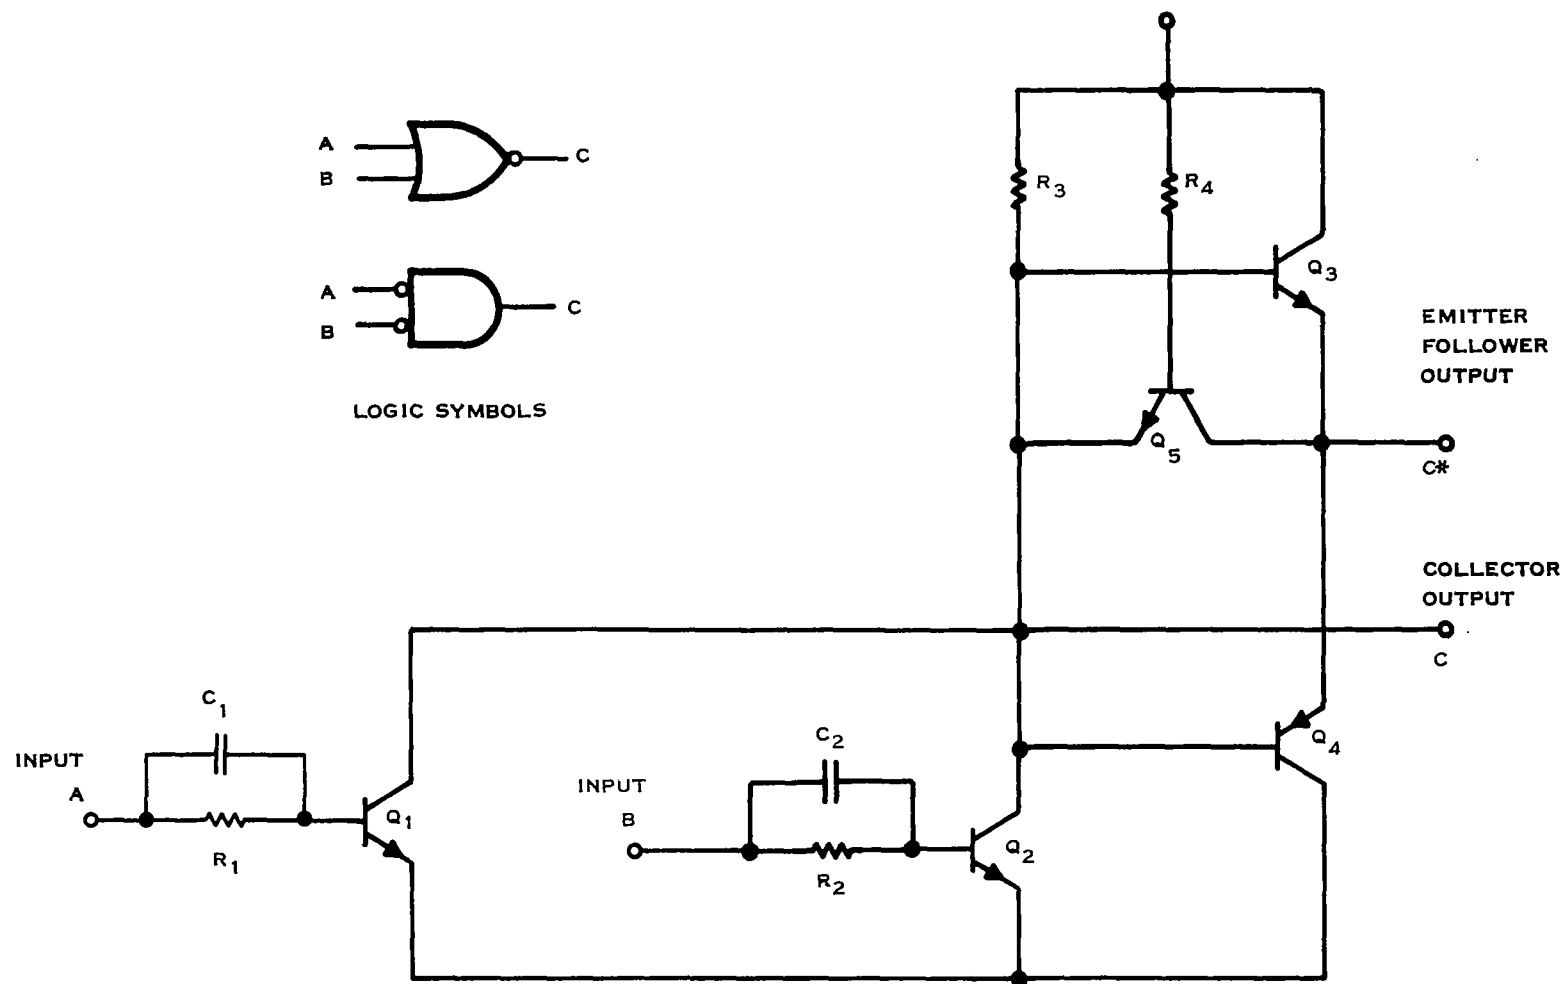 A
B
C
A
B
C
LOGIC SYMBOLS
R3
R4
Q3
Q5
EMITTER
FOLLOWER
OUTPUT
C*
COLLECTOR
OUTPUT
C
C1
INPUT
A
R1
Q1
C2
INPUT
B
R2
Q2
Q4